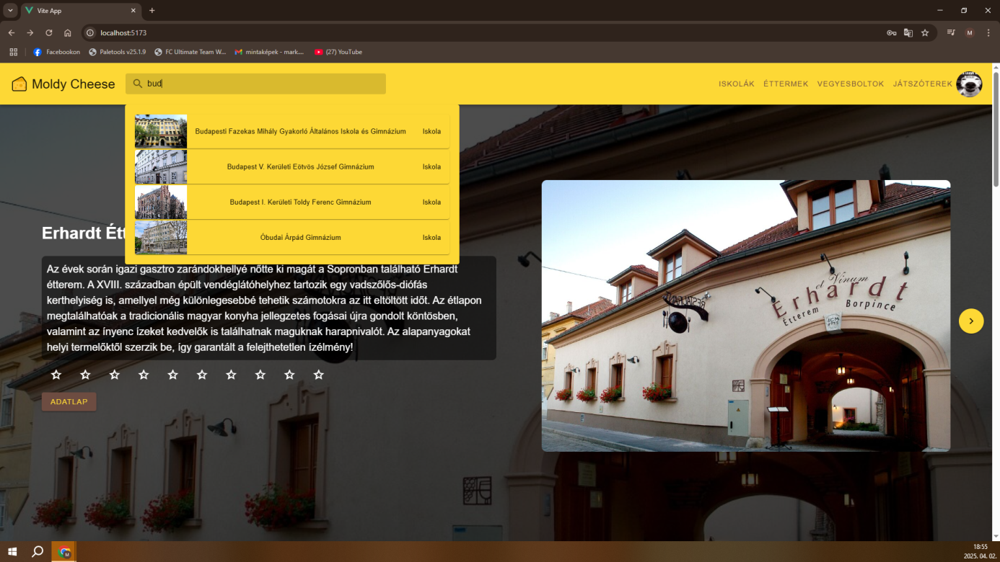 Vite App
localhost:5173
Facebookon
Paletools v25.1.9
FC Ultimate Team W...
mintaképek - mark....
(27) YouTube
M
Moldy Cheese
bud
ISKOLÁK
ÉTTERMEK
VEGYESBOLTOK
JÁTSZÓTEREK
Budapesti Fazekas Mihály Gyakorló Általános Iskola és Gimnázium Iskola
Budapest V. Kerületi Eötvös József Gimnázium Iskola
Budapest I. Kerületi Toldy Ferenc Gimnázium Iskola
Óbudai Árpád Gimnázium Iskola
Erhardt Ét
Az évek során igazi gasztro zarándokhellyé nőtte ki magát a Sopronban található Erhardt
étterem. A XVIII. században épült vendéglátóhelyhez tartozik egy vadszőlős-diófás
kerthelyiség is, amellyel még különlegesebbé tehetik számotokra az itt eltöltött időt. Az étlapon
megtalálhatóak a tradicionális magyar konyha jellegzetes fogásai újra gondolt köntösben,
valamint az ínyenc ízeket kedvelők is találhatnak maguknak harapnivalót. Az alapanyagokat
helyi termelőktől szerzik be, így garantált a felejthetetlen ízélmény!
ADATLAP
et Vinum
Erhardt
Étterem Borpince
M
18:55
2025. 04. 02.